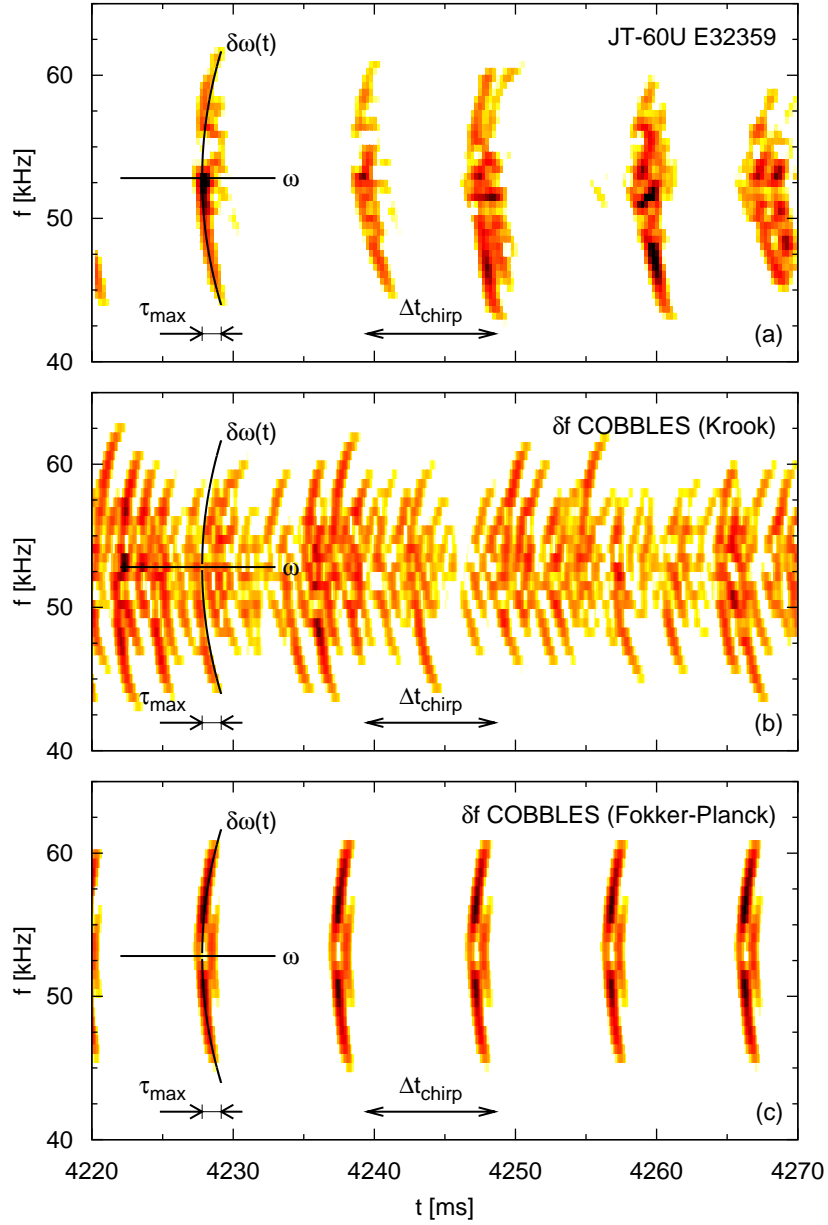 JT-60U E32359
δω(t)
60
ω
f [kHz]
50
τmax
Δtchirp
40
(a)
δf COBBLES (Krook)
δω(t)
60
ω
f [kHz]
50
τmax
Δtchirp
40
(b)
δf COBBLES (Fokker-Planck)
δω(t)
60
ω
f [kHz]
50
τmax
Δtchirp
40
(c)
4220 4230 4240 4250 4260 4270
t [ms]